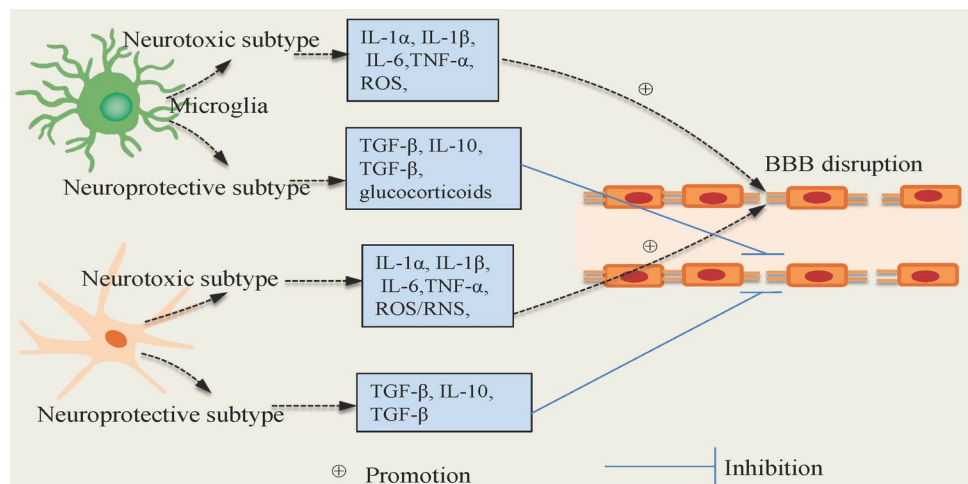 Neurotoxic subtype
IL-1α, IL-1β,
IL-6,TNF-α,
ROS,
⊕
Microglia
TGF-β, IL-10,
TGF-β,
glucocorticoids
Neuroprotective subtype
BBB disruption
⊕
Neurotoxic subtype
IL-1α, IL-1β,
IL-6,TNF-α,
ROS/RNS,
Neuroprotective subtype
TGF-β, IL-10,
TGF-β
⊕ Promotion
Inhibition